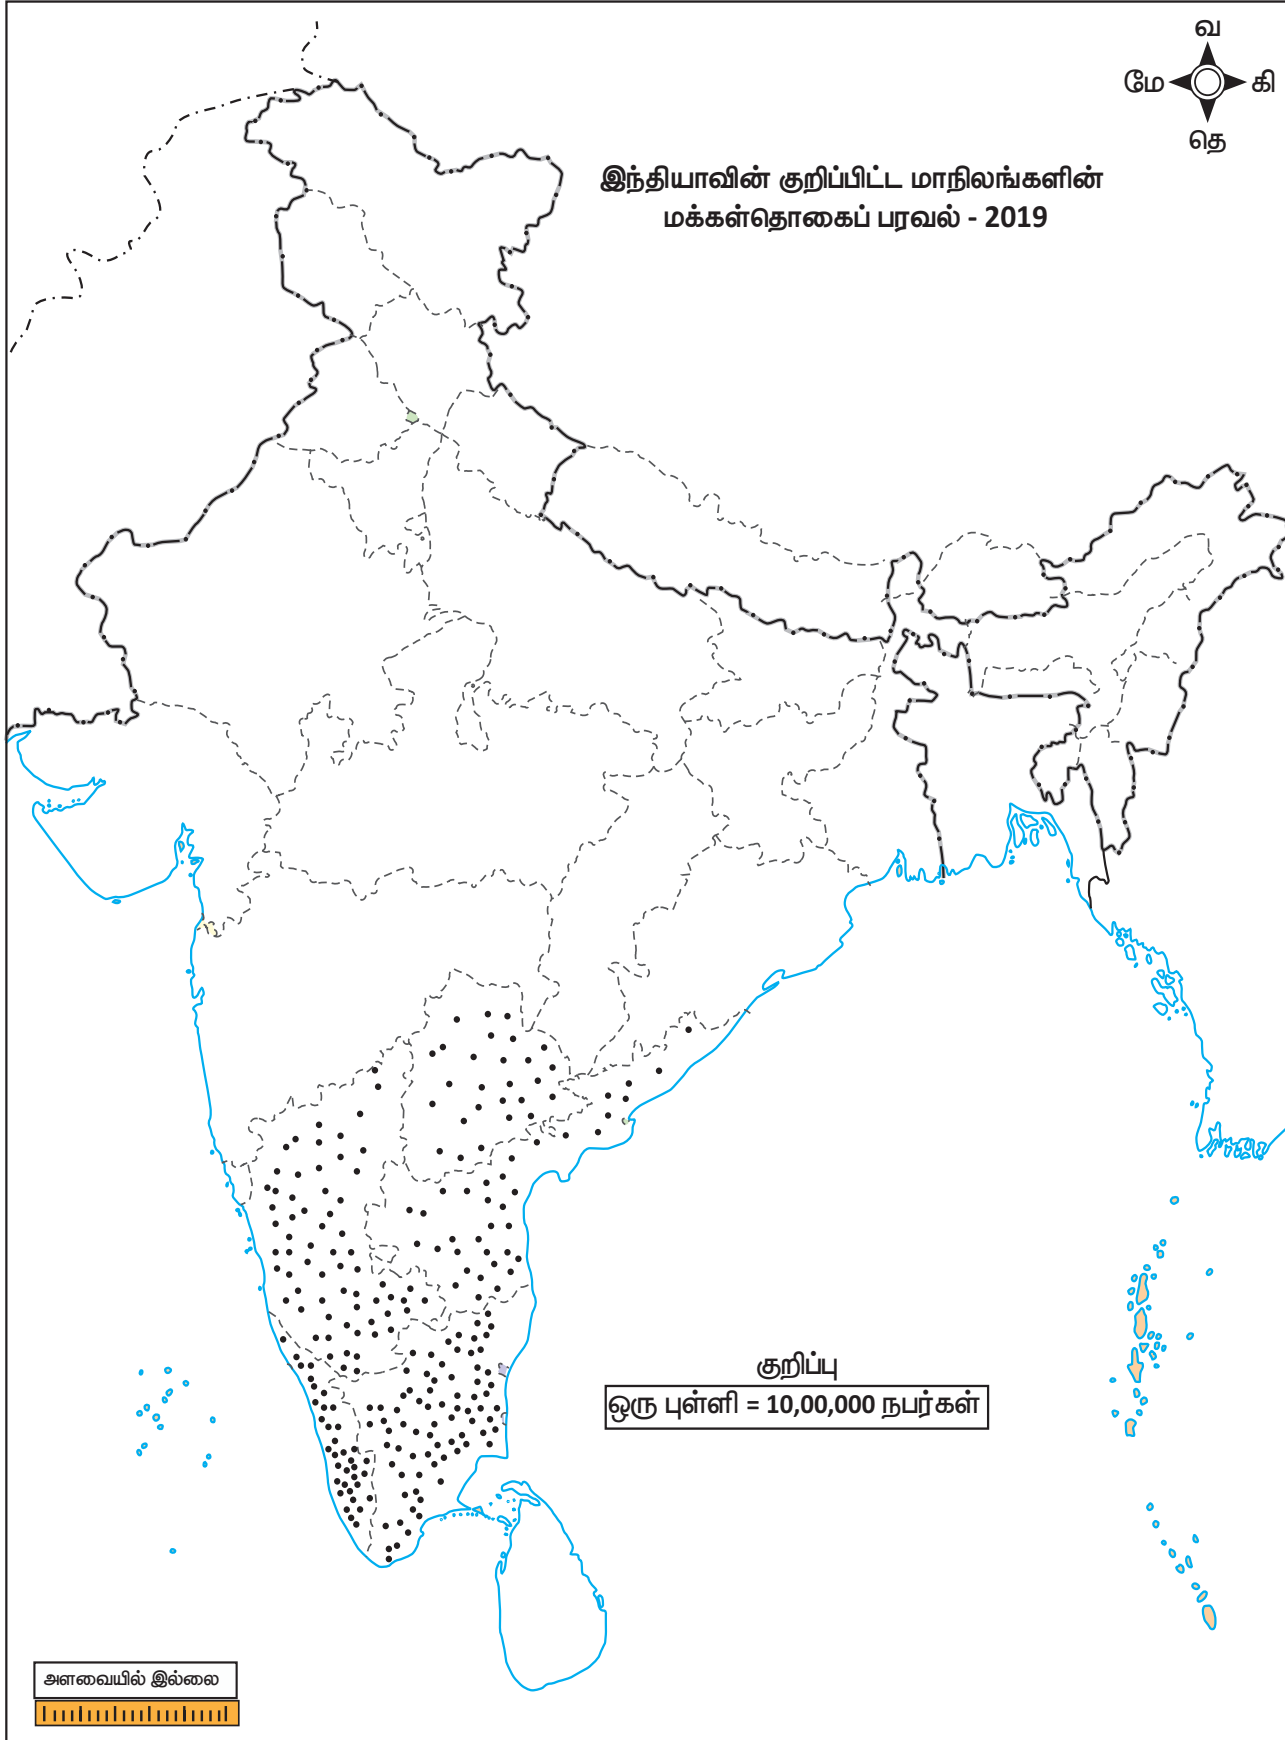 வ
மே
கி
தெ
இந்தியாவின் குறிப்பிட்ட மாநிலங்களின்
மக்கள்தொகைப் பரவல் - 2019
குறிப்பு
ஒரு புள்ளி = 10,00,000 நபர்கள்
அளவையில் இல்லை